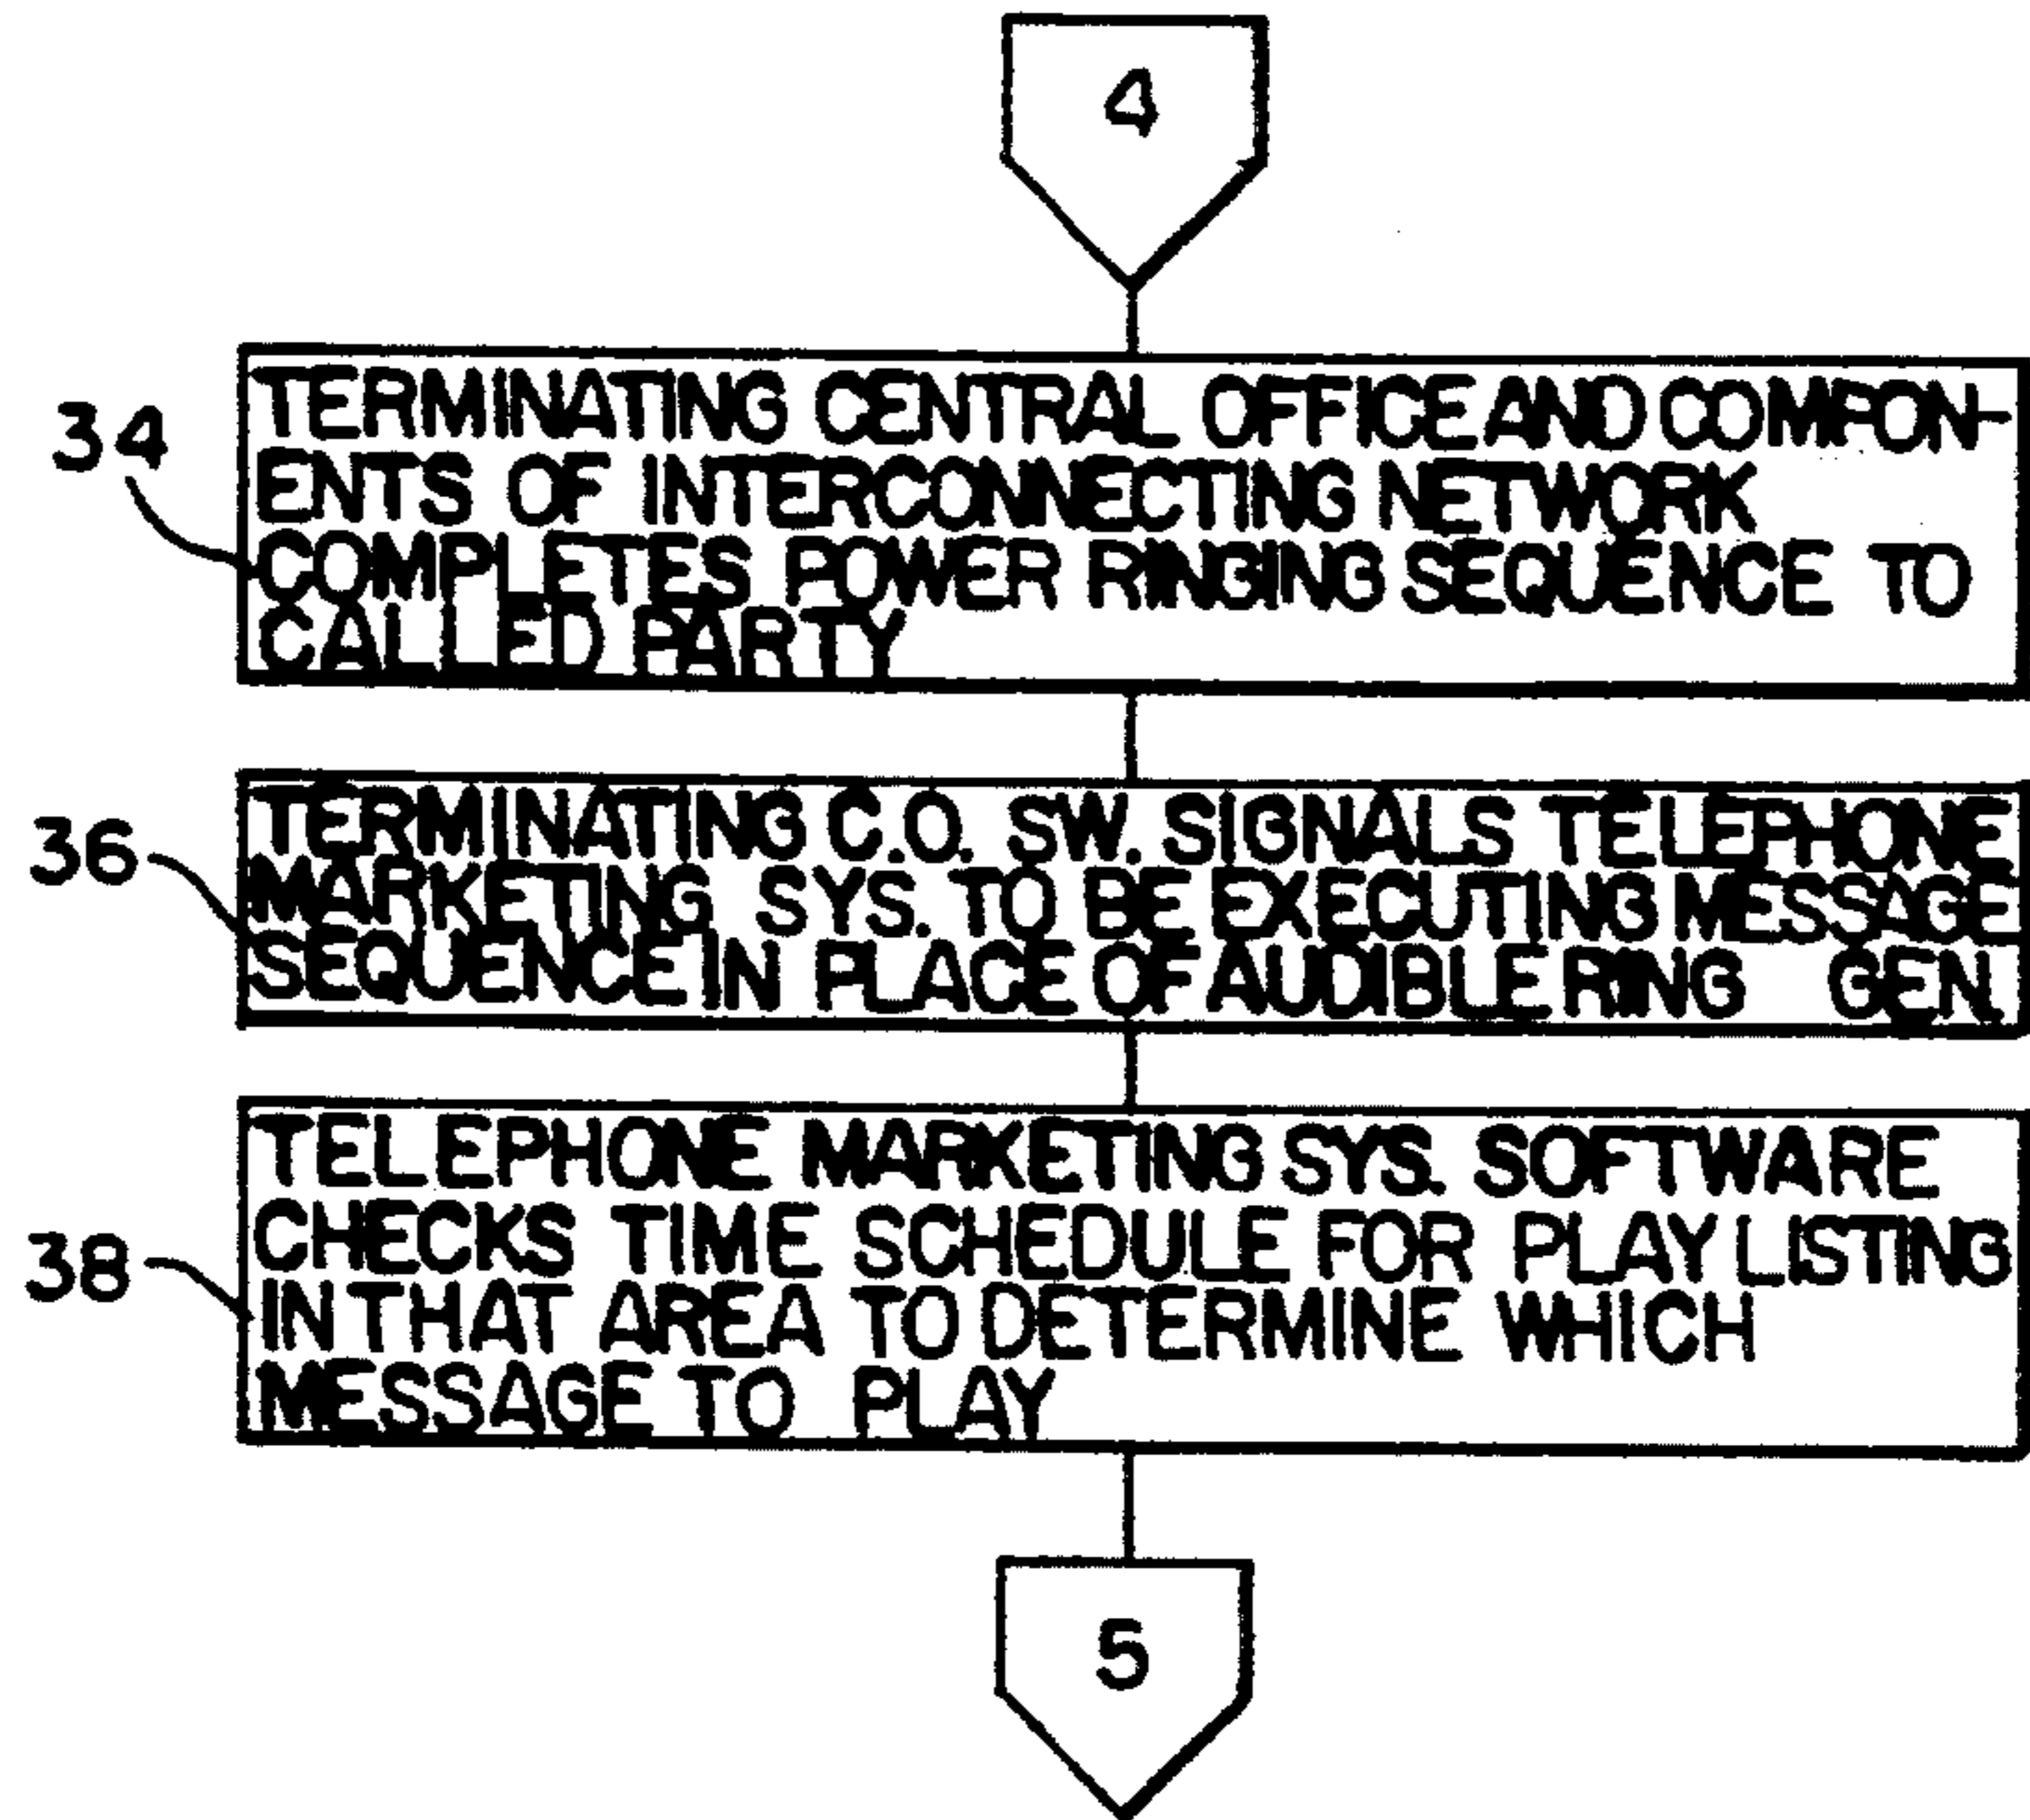 4
34
TERMINATING CENTRAL OFFICE AND COMPON-
ENTS OF INTERCONNECTING NETWORK
COMPLETES POWER RINGING SEQUENCE TO
CALLED PARTY
36
TERMINATING C.O. SW. SIGNALS TELEPHONE
MARKETING SYS. TO BE EXECUTING MESSAGE
SEQUENCE IN PLACE OF AUDIBLE RING GEN
38
TELEPHONE MARKETING SYS. SOFTWARE
CHECKS TIME SCHEDULE FOR PLAY LISTING
IN THAT AREA TO DETERMINE WHICH
MESSAGE TO PLAY
5